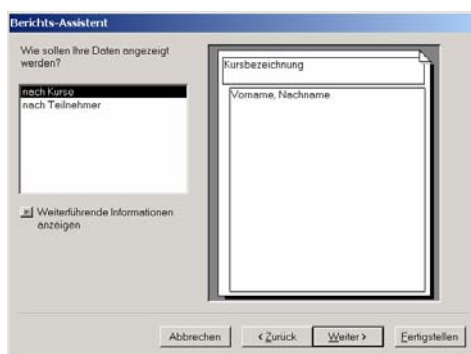 Berichts-Assistent
Wie sollen Ihre Daten angezeigt
werden?
nach Kurse
nach Teilnehmer
Weiterführende Informationen
anzeigen
Kursbezeichnung
Vorname, Nachname
Abbrechen
< Zurück
Weiter >
Fertigstellen